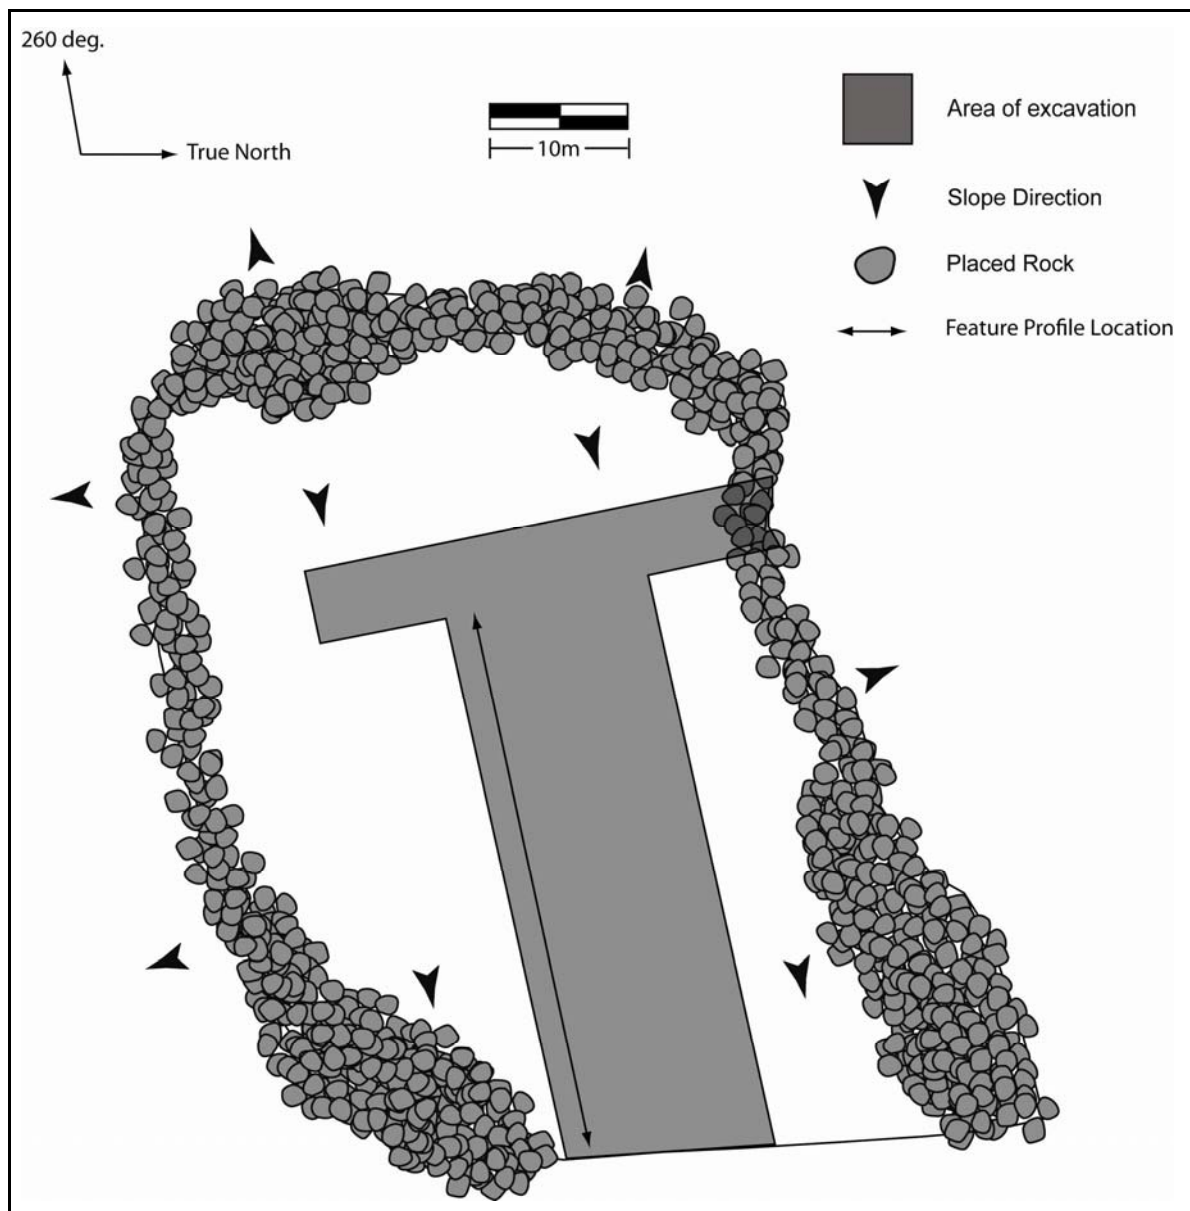 260 deg.
True North
10m
Area of excavation
Slope Direction
Placed Rock
Feature Profile Location